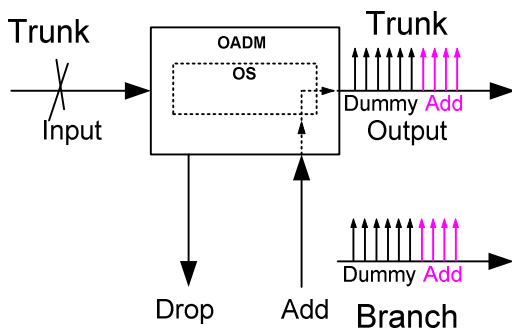 Trunk
OADM
Trunk
OS
Dummy Add
Input
Output
Dummy Add
Drop
Add
Branch